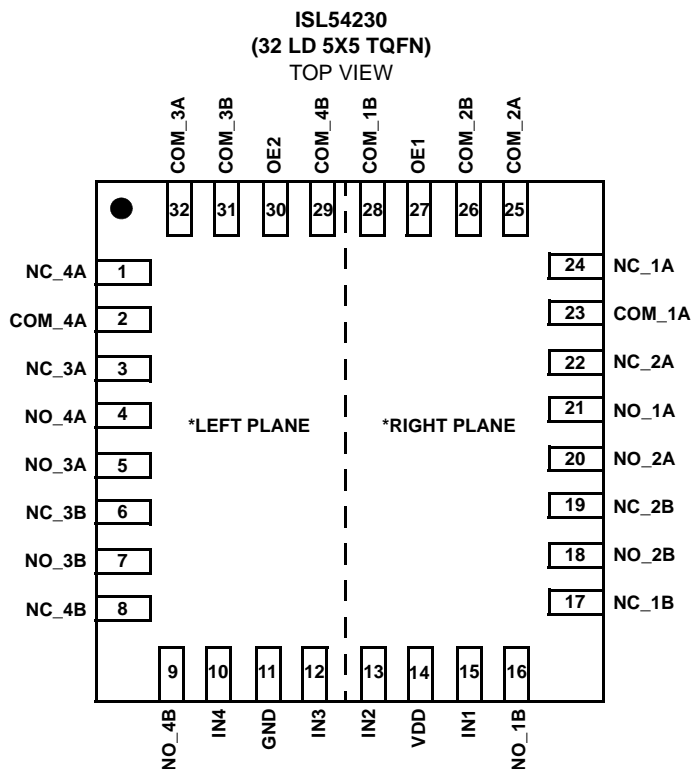 ISL54230
(32 LD 5X5 TQFN)
TOP VIEW
COM_3A
COM_3B
OE2
COM_4B
COM_1B
OE1
COM_2B
COM_2A
32 31 30 29 28 27 26 25
NC_4A 1
COM_4A 2
NC_3A 3
NO_4A 4
NO_3A 5
NC_3B 6
NO_3B 7
NC_4B 8
*LEFT PLANE
*RIGHT PLANE
24 NC_1A
23 COM_1A
22 NC_2A
21 NO_1A
20 NO_2A
19 NC_2B
18 NO_2B
17 NC_1B
9 10 11 12 13 14 15 16
NO_4B
IN4
GND
IN3
IN2
VDD
IN1
NO_1B